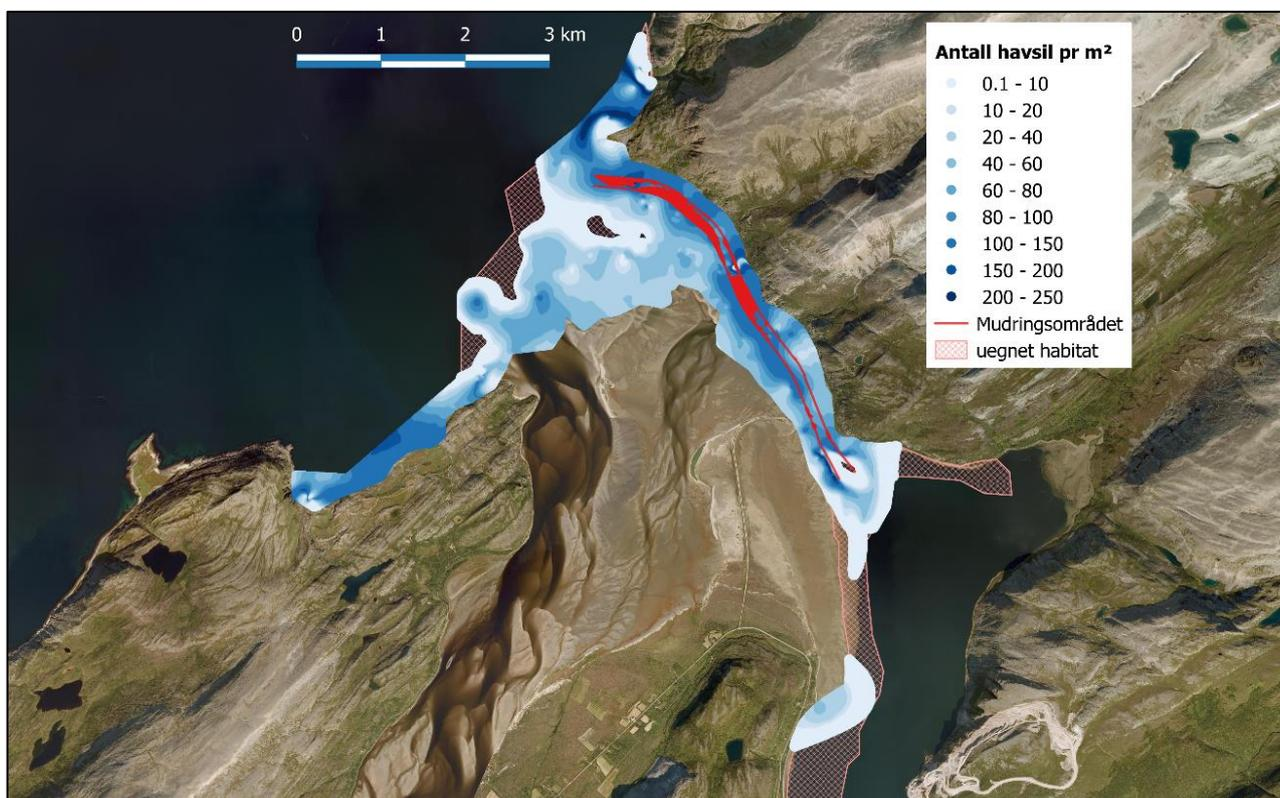 0 1 2 3 km
Antall havsil pr m²
0.1 - 10
10 - 20
20 - 40
40 - 60
60 - 80
80 - 100
100 - 150
150 - 200
200 - 250
Mudringsområdet
uegnet habitat